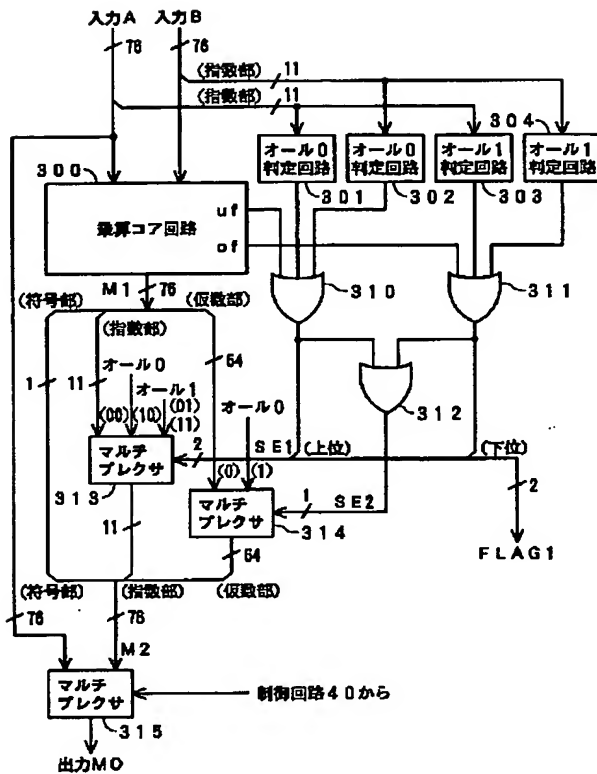 入力A 入力B
76 76
(指数部) 11
(指数部) 11
304
オール0
判定回路
オール0
判定回路
オール1
判定回路
オール1
判定回路
301 302 303
300
乗算コア回路
uf
of
310 311
M1 76
(符号部) (指数部) (仮数部)
64
1 11 オール0
オール1
(00) (10) (01)
(11)
オール0
312
(0) (1)
マルチ
プレクサ
313
2 SE1 (上位) (下位)
マルチ
プレクサ
314
1 SE2
2
FLAG1
11
64
(符号部) (指数部) (仮数部)
76 76
M2
マルチ
プレクサ
315
制御回路40から
出力MO